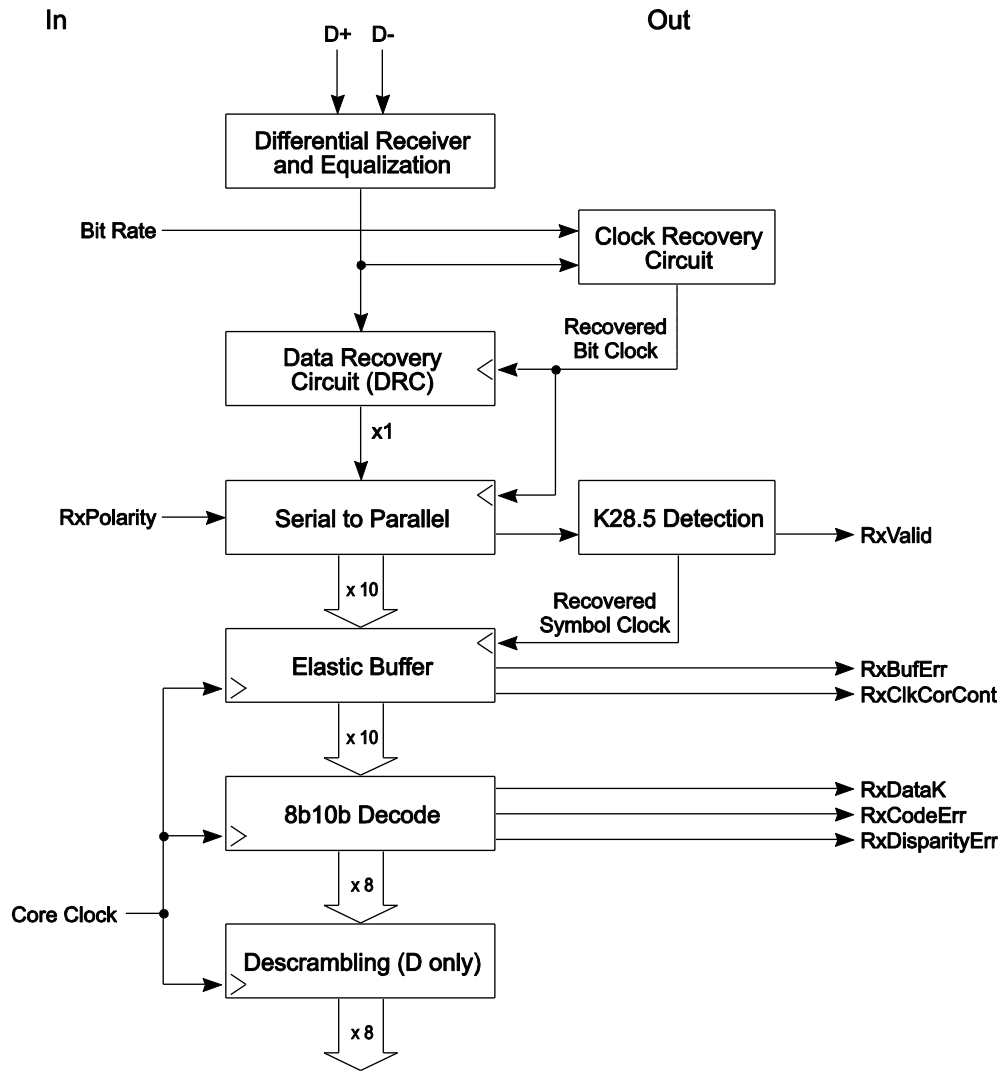 In
Out
D+ D-
Differential Receiver
and Equalization
Bit Rate
Clock Recovery
Circuit
Recovered
Bit Clock
Data Recovery
Circuit (DRC)
x1
RxPolarity
Serial to Parallel
K28.5 Detection
RxValid
x 10
Recovered
Symbol Clock
Elastic Buffer
RxBufErr
RxClkCorCont
x 10
8b10b Decode
RxDataK
RxCodeErr
RxDisparityErr
x 8
Core Clock
Descrambling (D only)
x 8